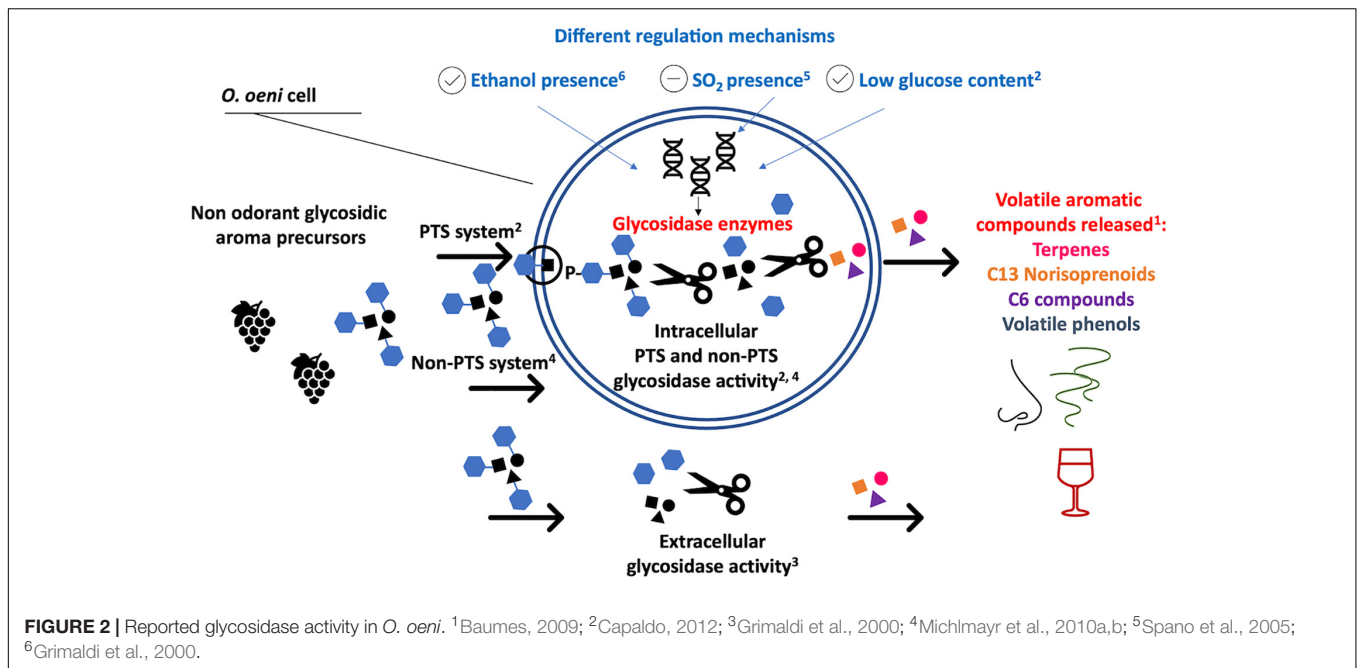 Different regulation mechanisms
Ethanol presence⁶
SO₂ presence⁵
Low glucose content²
O. oeni cell
Non odorant glycosidic
aroma precursors
PTS system²
Non-PTS system⁴
Glycosidase enzymes
P-
Intracellular
PTS and non-PTS
glycosidase activity²,⁴
Volatile aromatic
compounds released¹:
Terpenes
C13 Norisoprenoids
C6 compounds
Volatile phenols
Extracellular
glycosidase activity³
FIGURE 2 | Reported glycosidase activity in O. oeni. ¹Baumes, 2009; ²Capaldo, 2012; ³Grimaldi et al., 2000; ⁴Michlmayr et al., 2010a,b; ⁵Spano et al., 2005;
⁶Grimaldi et al., 2000.